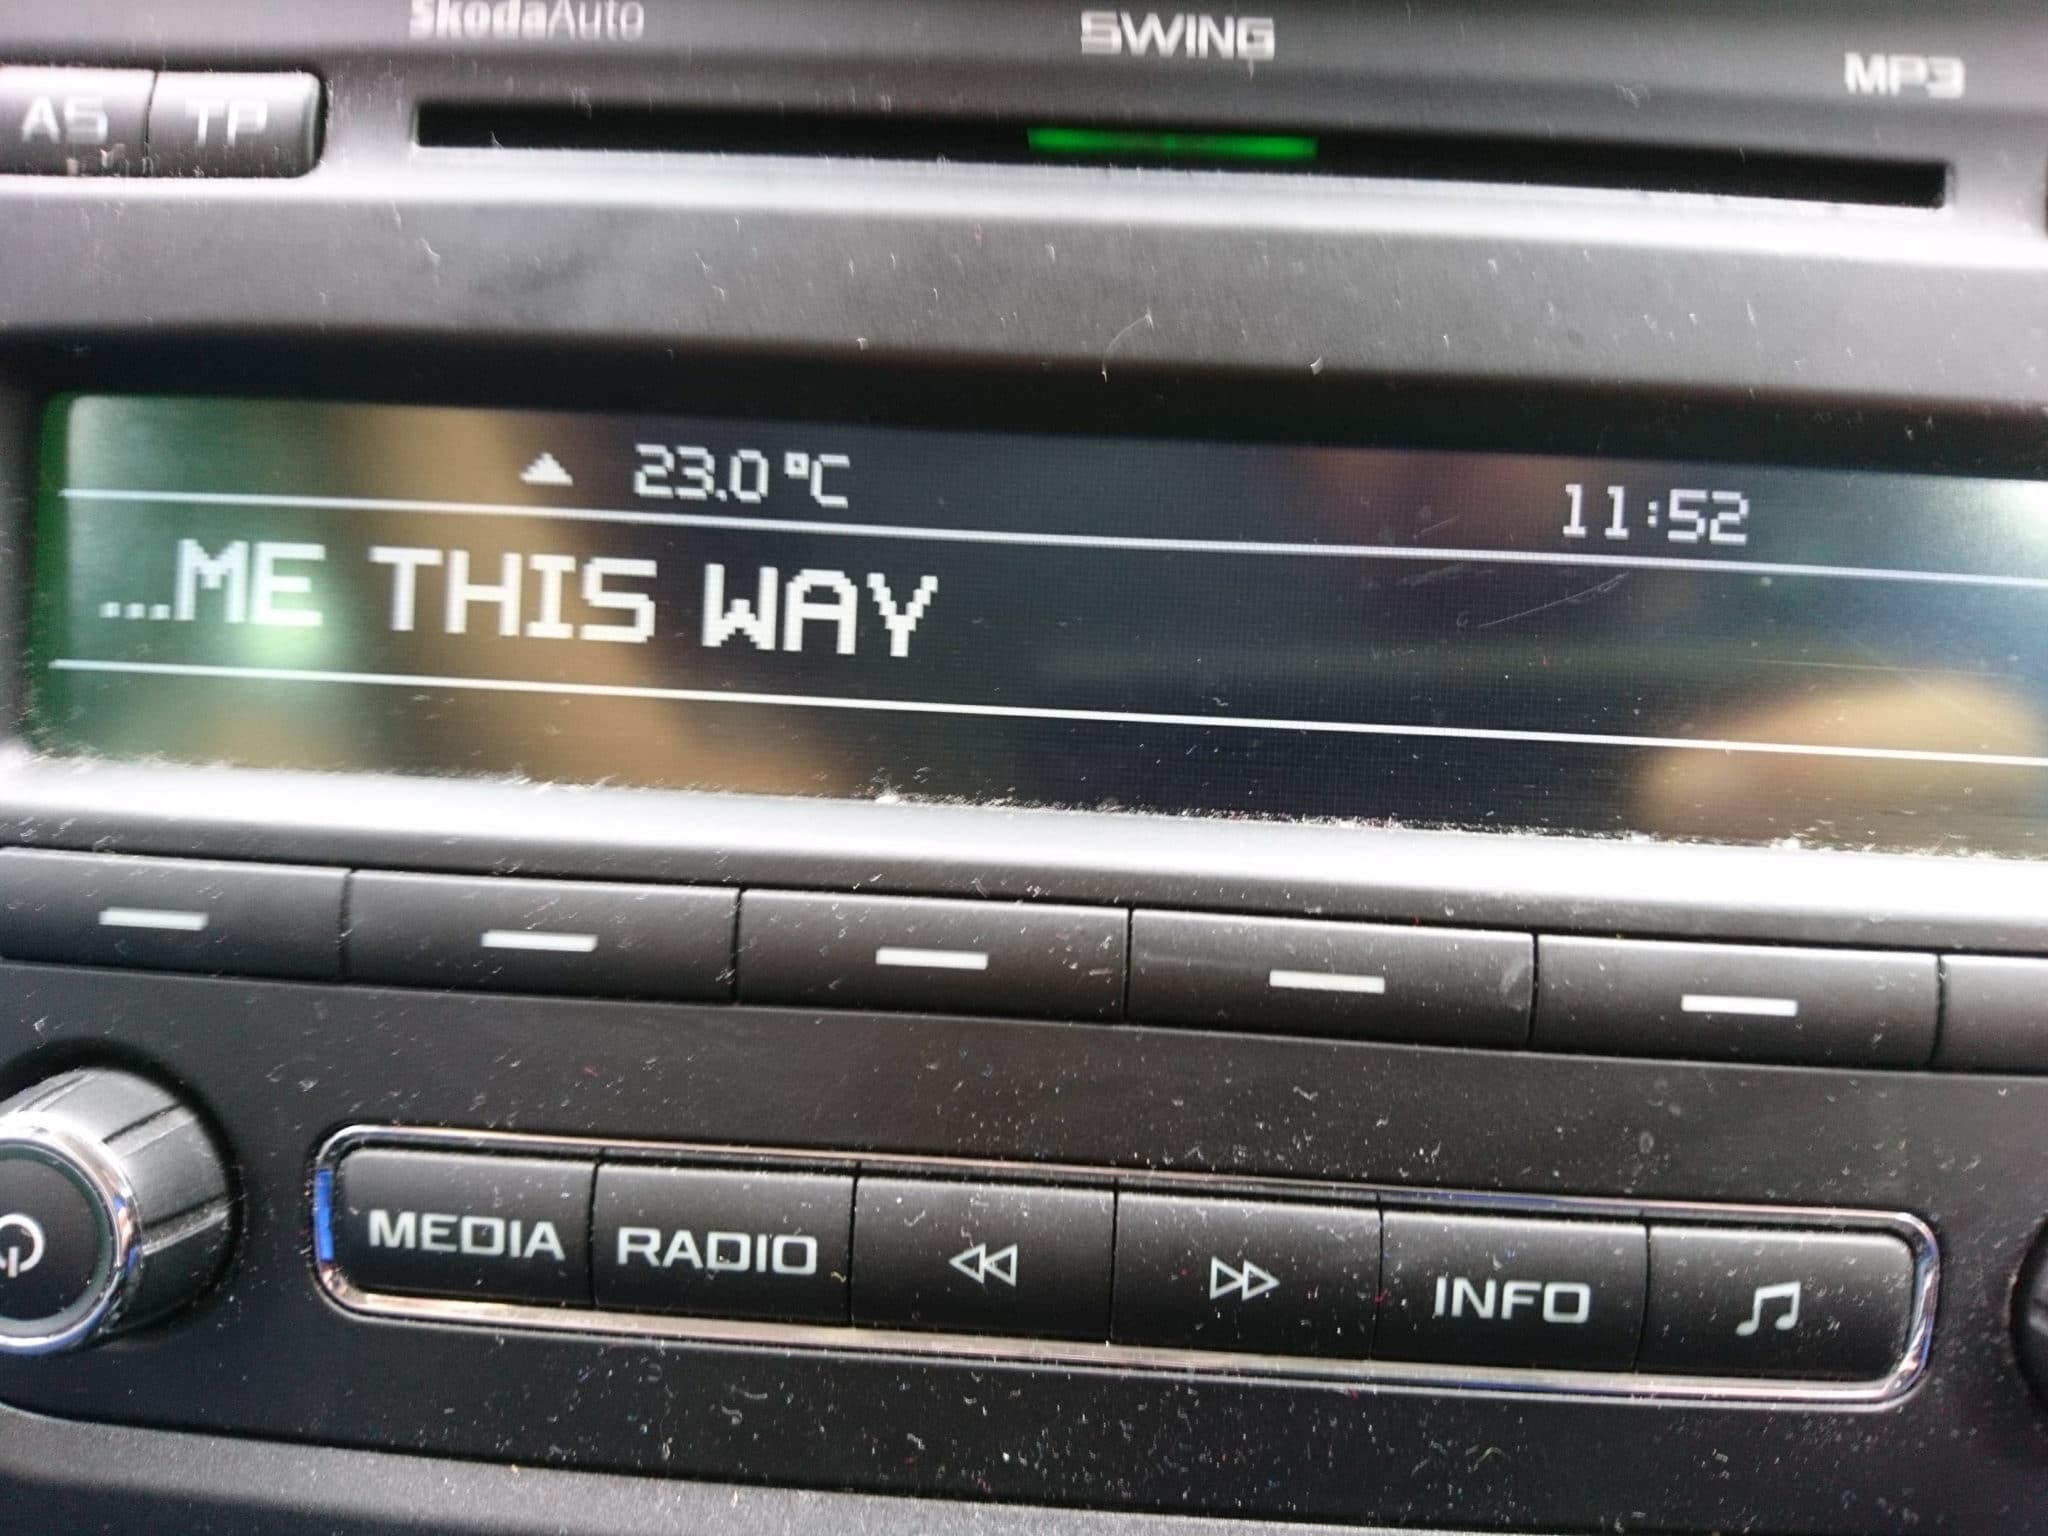 SkodaAuto
SWING
MP3
AS TP
23.0 °C 11:52
...ME THIS WAY
MEDIA RADIO INFO